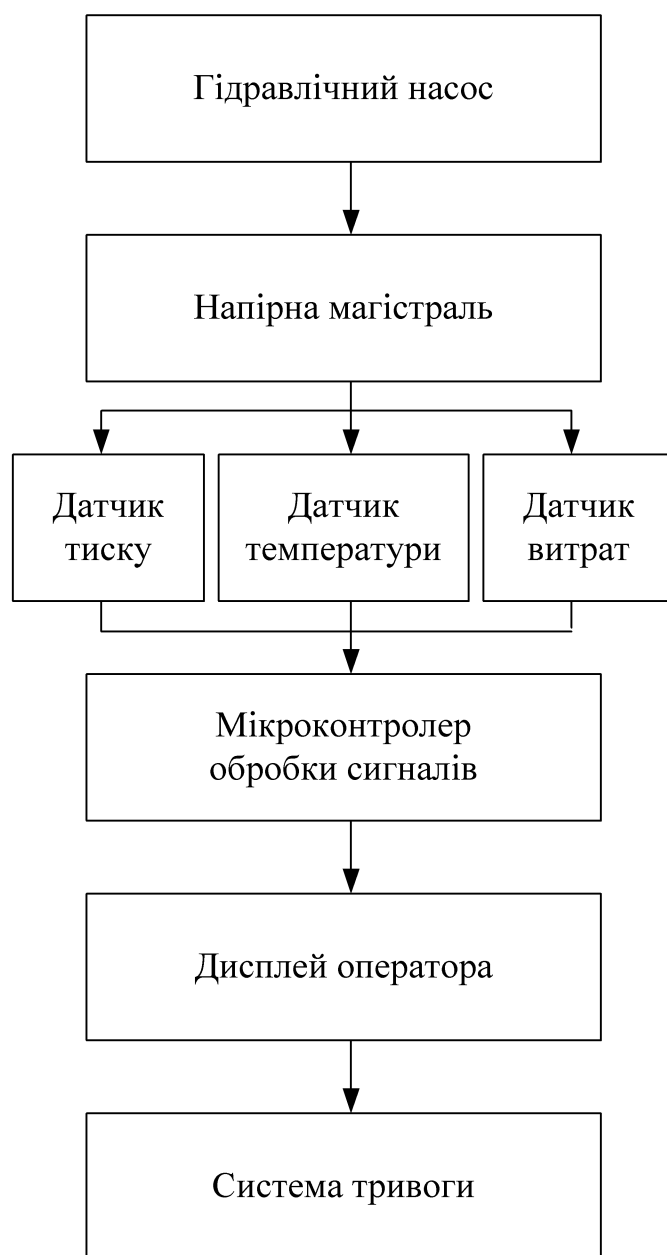 Гідравлічний насос
Напірна магістраль
Датчик
тиску
Датчик
температури
Датчик
витрат
Мікроконтролер
обробки сигналів
Дисплей оператора
Система тривоги